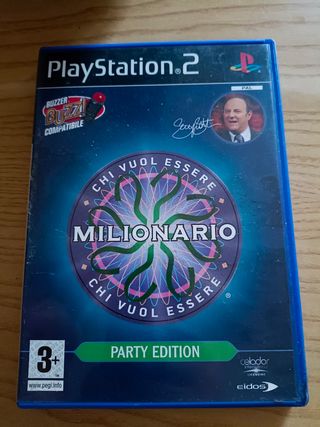 PlayStation®2
PAL
BUZZER
BUZZ!
COMPATIBILE
CHI VUOL ESSERE
MILIONARIO
CHI VUOL ESSERE
®
PARTY EDITION
3+
www.pegi.info
celador
eidos